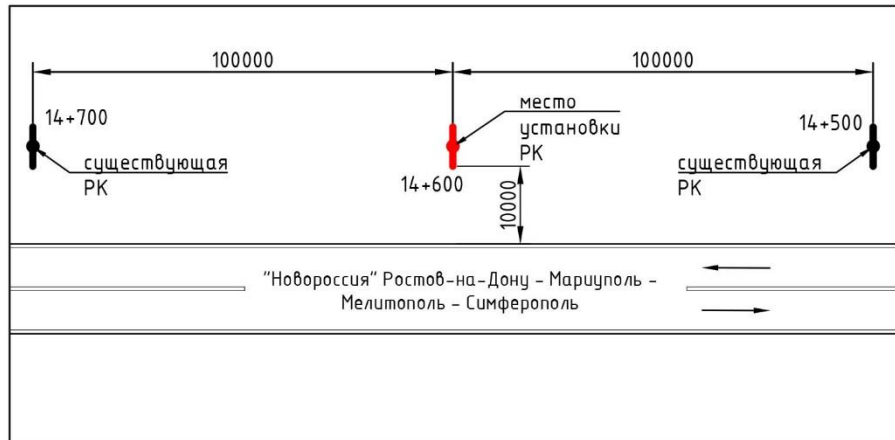 100000
100000
14+700
место
установки
РК
14+500
существующая
РК
существующая
РК
14+600
10000
"Новороссия" Ростов-на-Дону - Мариуполь -
Мелитополь - Симферополь